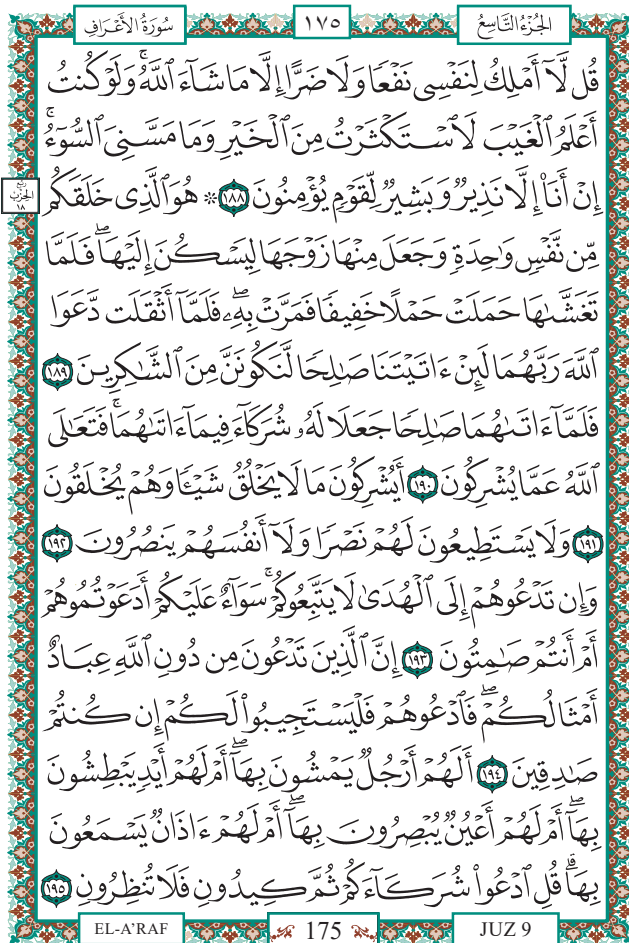 الجُزْءُ التَّاسِعُ ١٧٥ سُورَةُ الأَعْرَافِ
قُل لَّآ أَمْلِكُ لِنَفْسِى نَفْعًا وَلَا ضَرًّا إِلَّا مَا شَآءَ ٱللَّهُ ۚ وَلَوْ كُنتُ
أَعْلَمُ ٱلْغَيْبَ لَٱسْتَكْثَرْتُ مِنَ ٱلْخَيْرِ وَمَا مَسَّنِىَ ٱلسُّوٓءُ ۚ
إِنْ أَنَا۠ إِلَّا نَذِيرٌ وَبَشِيرٌ لِّقَوْمٍ يُؤْمِنُونَ ١٨٨ ۞ هُوَ ٱلَّذِى خَلَقَكُم
ربع الحزب ١٨
مِّن نَّفْسٍ وَٰحِدَةٍ وَجَعَلَ مِنْهَا زَوْجَهَا لِيَسْكُنَ إِلَيْهَا ۖ فَلَمَّا
تَغَشَّىٰهَا حَمَلَتْ حَمْلًا خَفِيفًا فَمَرَّتْ بِهِۦ ۖ فَلَمَّآ أَثْقَلَت دَّعَوَا
ٱللَّهَ رَبَّهُمَا لَئِنْ ءَاتَيْتَنَا صَٰلِحًا لَّنَكُونَنَّ مِنَ ٱلشَّٰكِرِينَ ١٨٩
فَلَمَّآ ءَاتَىٰهُمَا صَٰلِحًا جَعَلَا لَهُۥ شُرَكَآءَ فِيمَآ ءَاتَىٰهُمَا ۚ فَتَعَٰلَى
ٱللَّهُ عَمَّا يُشْرِكُونَ ١٩٠ أَيُشْرِكُونَ مَا لَا يَخْلُقُ شَيْـًٔا وَهُمْ يُخْلَقُونَ
١٩١ وَلَا يَسْتَطِيعُونَ لَهُمْ نَصْرًا وَلَآ أَنفُسَهُمْ يَنصُرُونَ ١٩٢
وَإِن تَدْعُوهُمْ إِلَى ٱلْهُدَىٰ لَا يَتَّبِعُوكُمْ ۚ سَوَآءٌ عَلَيْكُمْ أَدَعَوْتُمُوهُمْ
أَمْ أَنتُمْ صَٰمِتُونَ ١٩٣ إِنَّ ٱلَّذِينَ تَدْعُونَ مِن دُونِ ٱللَّهِ عِبَادٌ
أَمْثَالُكُمْ ۖ فَٱدْعُوهُمْ فَلْيَسْتَجِيبُوا۟ لَكُمْ إِن كُنتُمْ
صَٰدِقِينَ ١٩٤ أَلَهُمْ أَرْجُلٌ يَمْشُونَ بِهَآ ۖ أَمْ لَهُمْ أَيْدٍ يَبْطِشُونَ
بِهَآ ۖ أَمْ لَهُمْ أَعْيُنٌ يُبْصِرُونَ بِهَآ ۖ أَمْ لَهُمْ ءَاذَانٌ يَسْمَعُونَ
بِهَا ۗ قُلِ ٱدْعُوا۟ شُرَكَآءَكُمْ ثُمَّ كِيدُونِ فَلَا تُنظِرُونِ ١٩٥
EL-A'RAF 175 JUZ 9